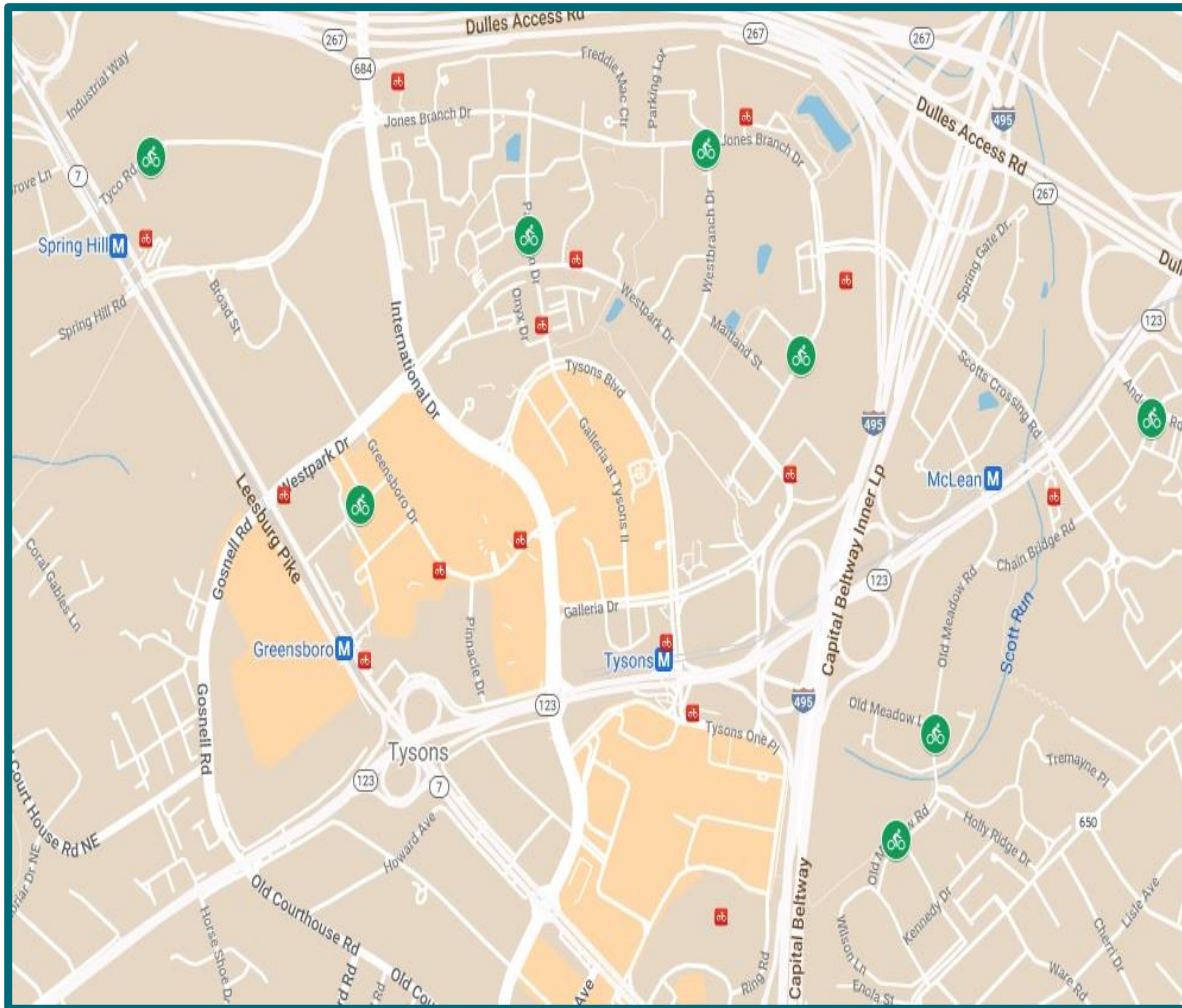 Dulles Access Rd
267
267
267
684
Industrial Way
Freddie Mac Ctr
Parking Lot
Jones Branch Dr
Jones Branch Dr
495
Dulles Access Rd
7
Tyco Rd
267
Spring Hill M
Westbranch Dr
Spring Gate Dr.
Onyx Dr
Westpark Dr
Broad St
Spring Hill Rd
International Dr
Maitland St
123
Tysons Blvd
Scotts Crossing Rd
495
Westpark Dr
Greensboro Dr
Galleria at Tysons II
McLean M
Leesburg Pike
Gosnell Rd
Capital Beltway Inner Lp
Chain Bridge Rd
Coral Gables Ln
123
Old Meadow Rd
Scott Run
Galleria Dr
Pinnacle Dr
Greensboro M
Tysons M
Gosnell Rd
123
495
Old Meadow
Tysons One Pl
Tysons
Tremayne Pl
123
7
Court House Rd NE
Howard Ave
650
Holly Ridge Dr
Old Courthouse Rd
Horse Shoe Dr
Capital Beltway
Kennedy Dr
Lisle Ave
Cherri Dr
Wilson Ln
Ware Rd
Ring Rd
Enola St
Ave